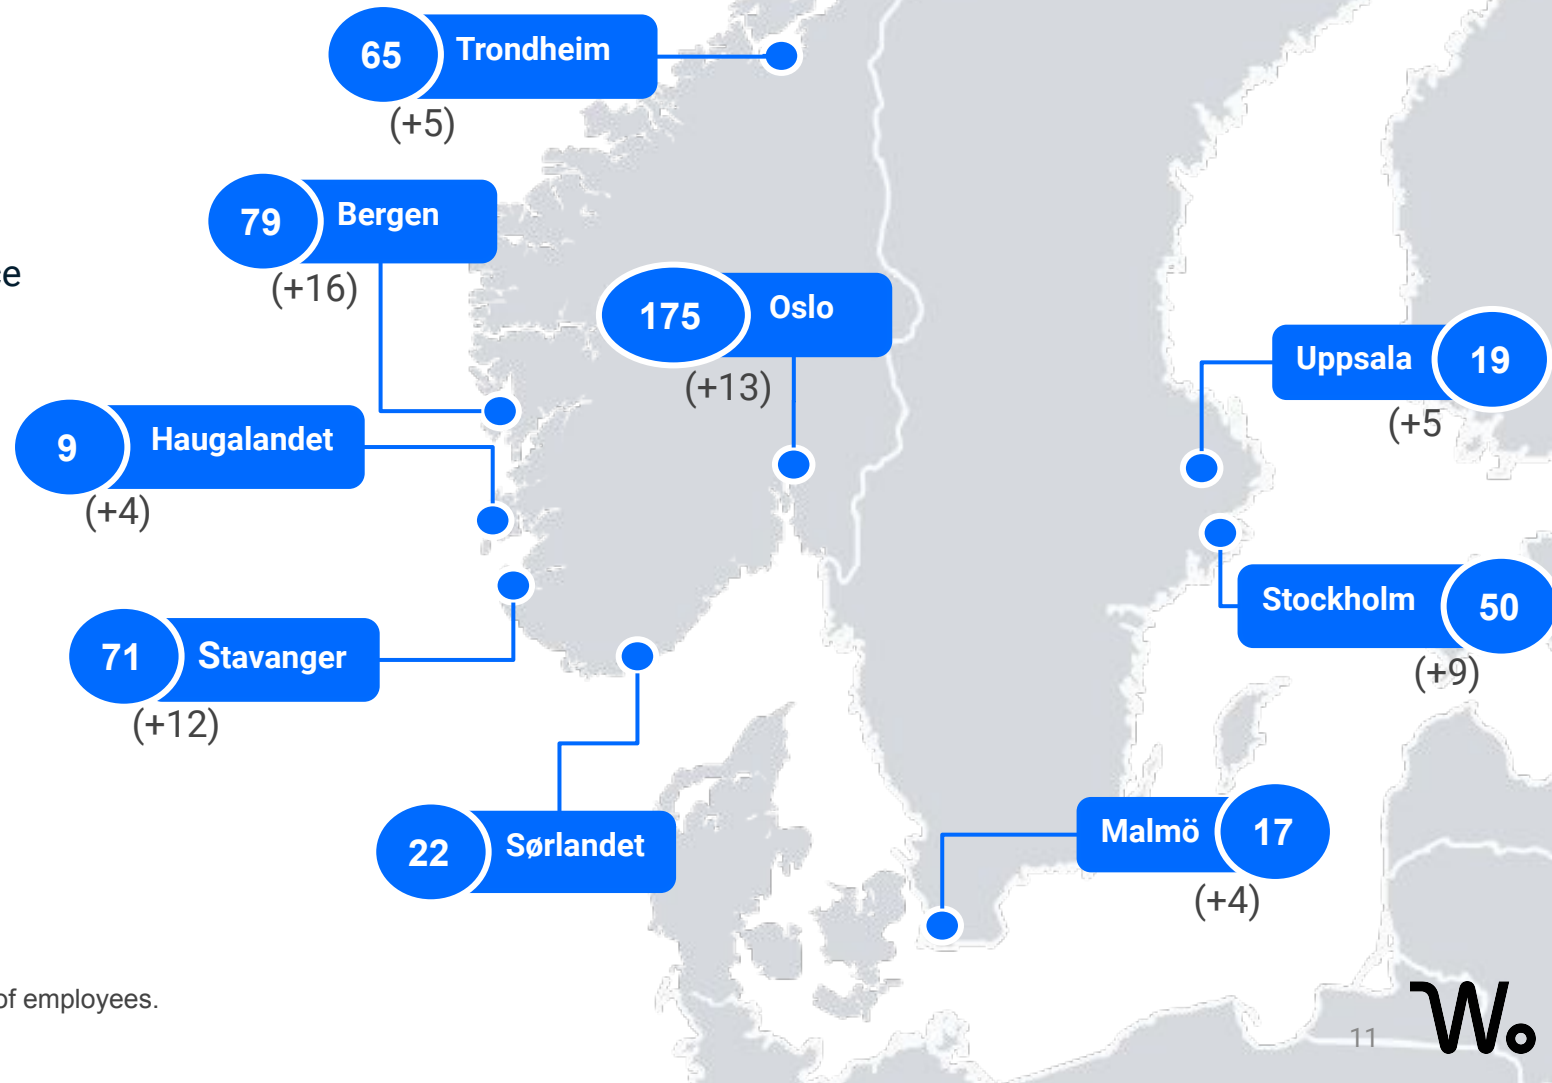 65 Trondheim
(+5)
79 Bergen
(+16)
175 Oslo
(+13)
Uppsala 19
(+5
9 Haugalandet
(+4)
Stockholm 50
(+9)
71 Stavanger
(+12)
22 Sørlandet
Malmö 17
(+4)
of employees.
11
Wo